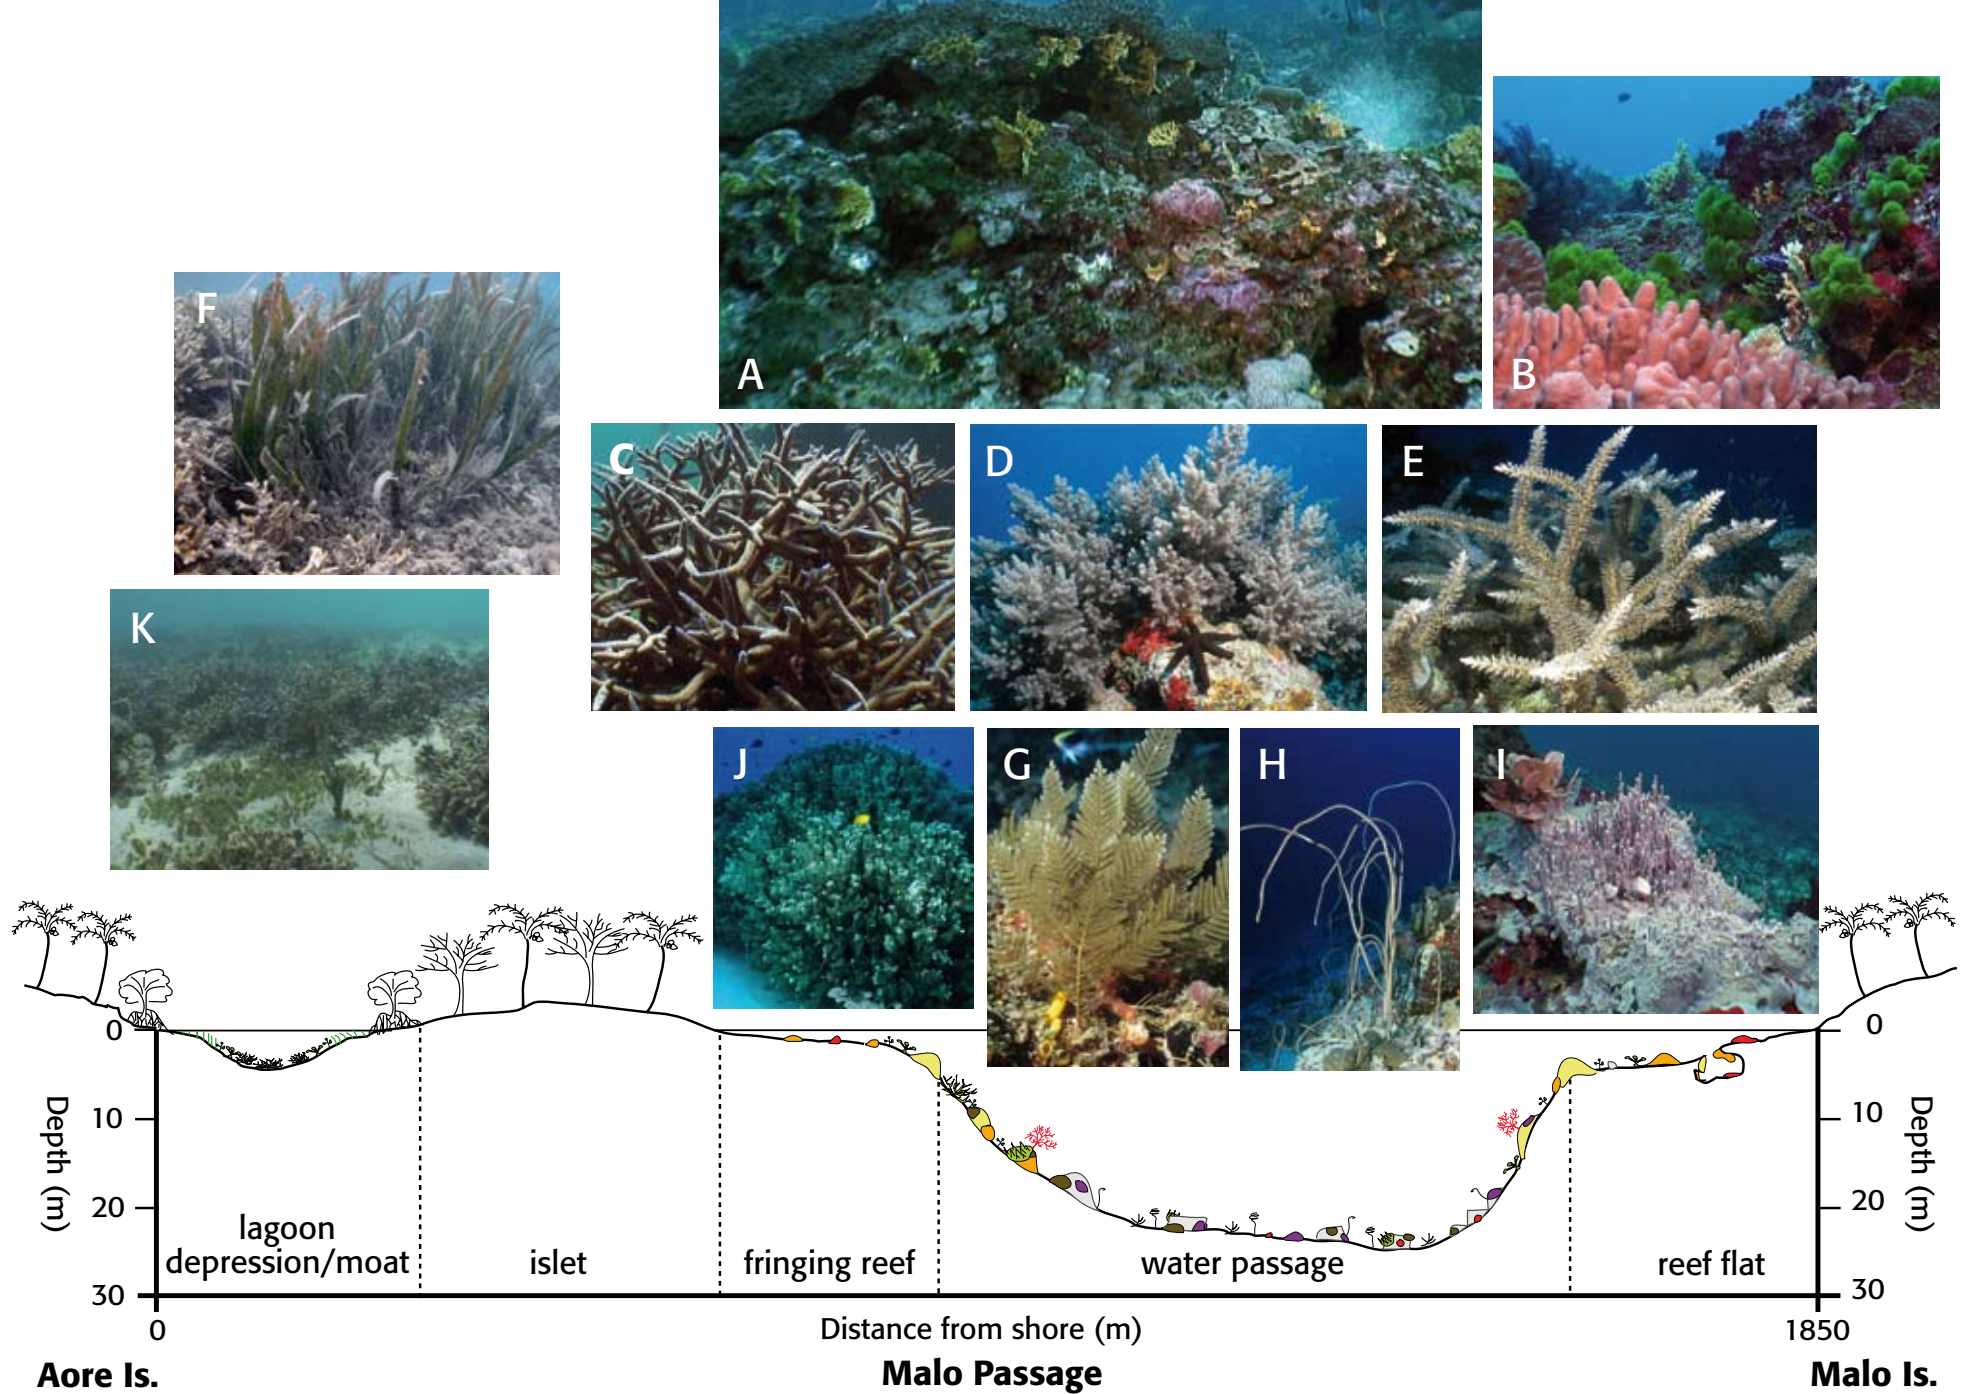 A
B
F
C
D
E
K
J
G
H
I
0
10
20
30
Depth (m)
0
10
20
30
Depth (m)
lagoon
depression/moat
islet
fringing reef
water passage
reef flat
0
Distance from shore (m)
1850
Aore Is.
Malo Passage
Malo Is.